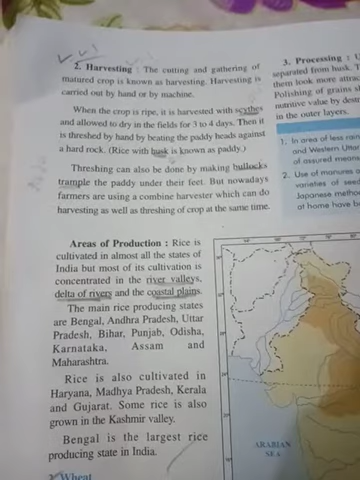 2. Harvesting : The cutting and gathering of
matured crop is known as harvesting. Harvesting is
carried out by hand or by machine.
When the crop is ripe, it is harvested with scythes
and allowed to dry in the fields for 3 to 4 days. Then it
is threshed by hand by beating the paddy heads against
a hard rock. (Rice with husk is known as paddy.)
Threshing can also be done by making bullocks
trample the paddy under their feet. But nowadays
farmers are using a combine harvester which can do
harvesting as well as threshing of crop at the same time.
Areas of Production : Rice is
cultivated in almost all the states of
India but most of its cultivation is
concentrated in the river valleys,
delta of rivers and the coastal plains.
The main rice producing states
are Bengal, Andhra Pradesh, Uttar
Pradesh, Bihar, Punjab, Odisha,
Karnataka, Assam and
Maharashtra.
Rice is also cultivated in
Haryana, Madhya Pradesh, Kerala
and Gujarat. Some rice is also
grown in the Kashmir valley.
Bengal is the largest rice
producing state in India.
Wheat
3. Processing :
separated from husk.
them look more
Polishing of grains
nutritive value by
in the outer layers.
1. In area of less
and Western
of assured
2. Use of manures
varieties of
Japanese
at home
ARABIAN
SEA